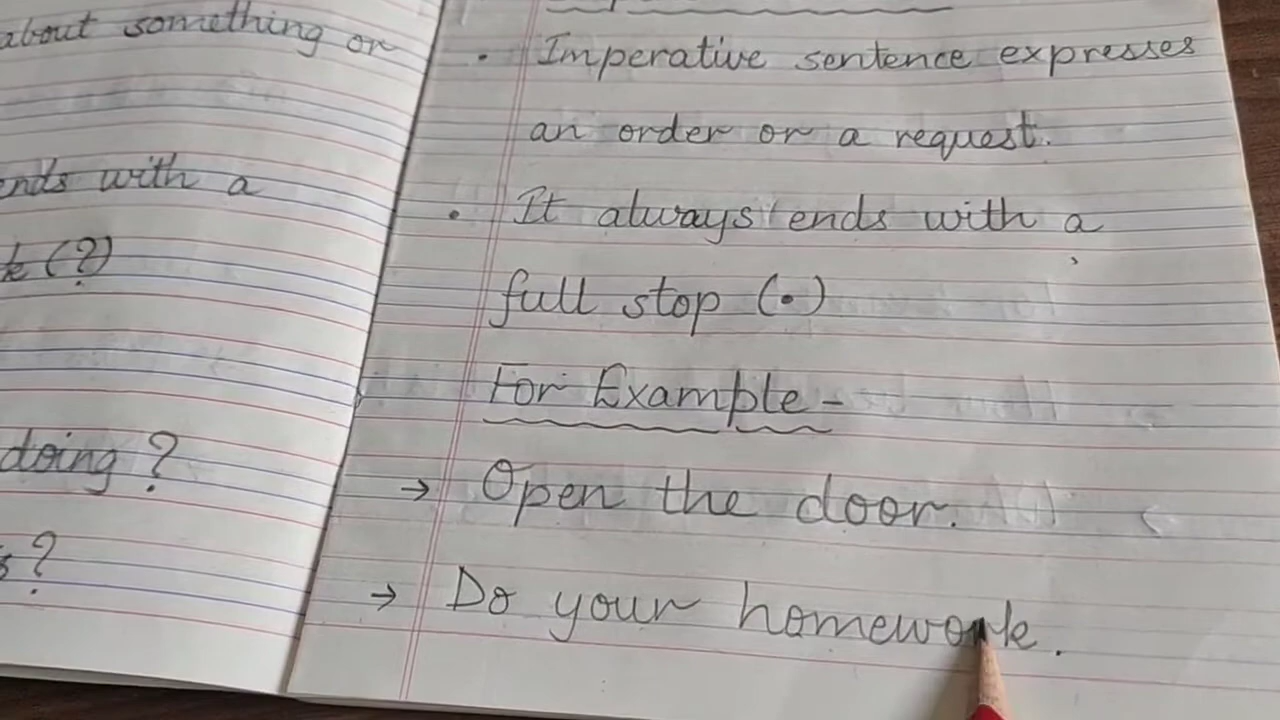 about something or
ends with a
k (?)
doing ?
s ?
. Imperative sentence expresses
an order or a request.
. It always ends with a
full stop (.)
For Example -
→ Open the door.
→ Do your homework.